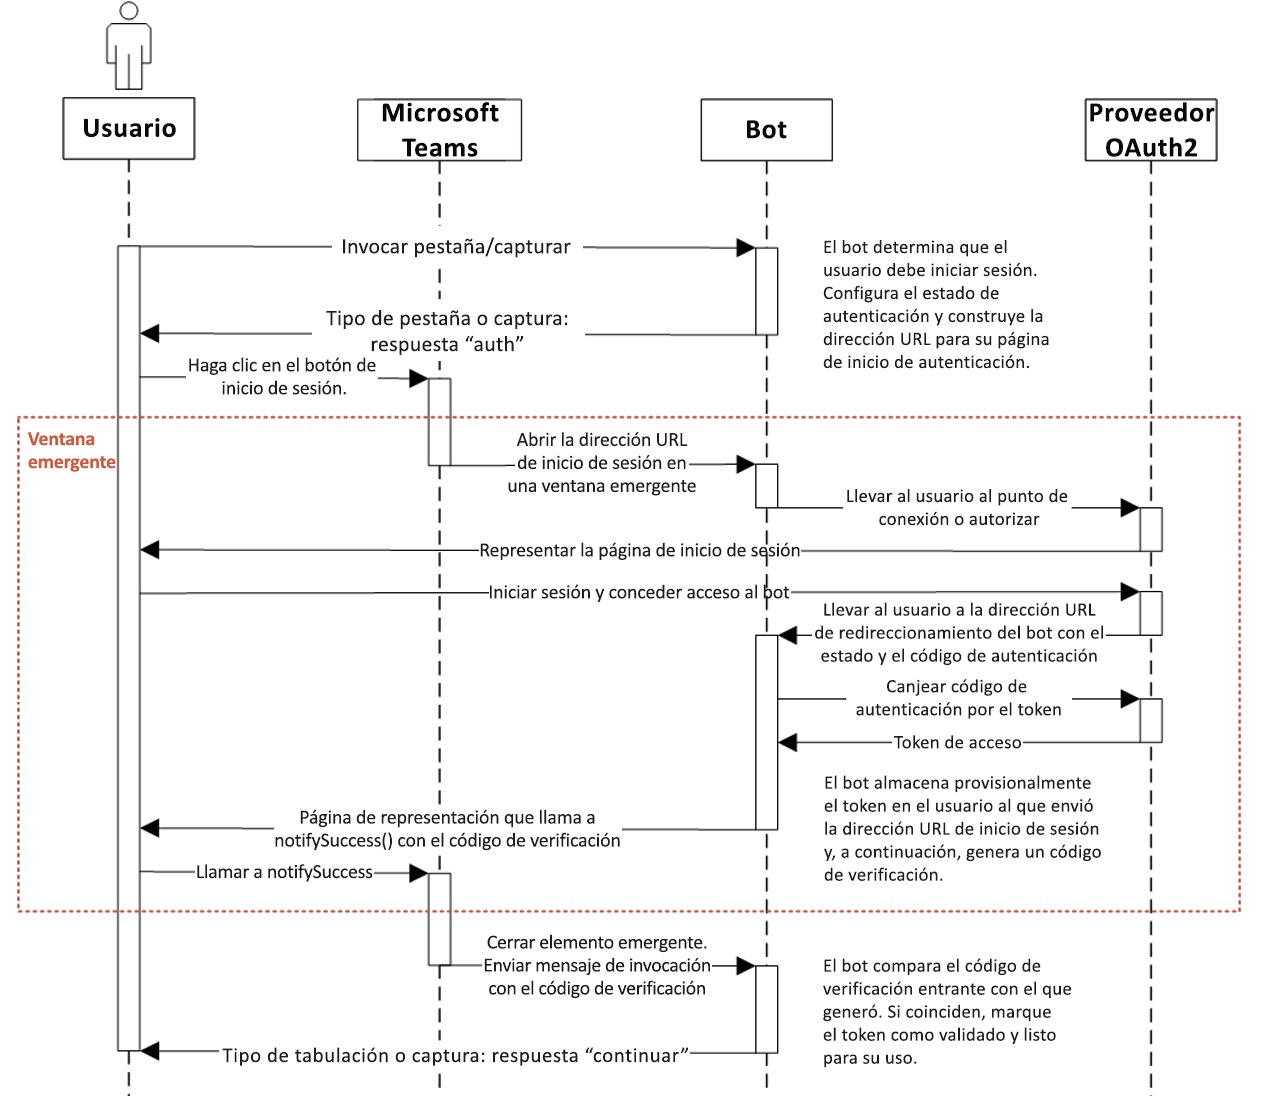 Usuario
Microsoft
Teams
Bot
Proveedor
OAuth2
Invocar pestaña/capturar
El bot determina que el
usuario debe iniciar sesión.
Configura el estado de
autenticación y construye la
dirección URL para su página
de inicio de autenticación.
Tipo de pestaña o captura:
respuesta “auth”
Haga clic en el botón de
inicio de sesión.
Ventana
emergente
Abrir la dirección URL
de inicio de sesión en
una ventana emergente
Llevar al usuario al punto de
conexión o autorizar
Representar la página de inicio de sesión
Iniciar sesión y conceder acceso al bot
Llevar al usuario a la dirección URL
de redireccionamiento del bot con el
estado y el código de autenticación
Canjear código de
autenticación por el token
Token de acceso
El bot almacena provisionalmente
el token en el usuario al que envió
la dirección URL de inicio de sesión
y, a continuación, genera un código
de verificación.
Página de representación que llama a
notifySuccess() con el código de verificación
Llamar a notifySuccess
Cerrar elemento emergente.
Enviar mensaje de invocación
con el código de verificación
El bot compara el código de
verificación entrante con el que
generó. Si coinciden, marque
el token como validado y listo
para su uso.
Tipo de tabulación o captura: respuesta “continuar”